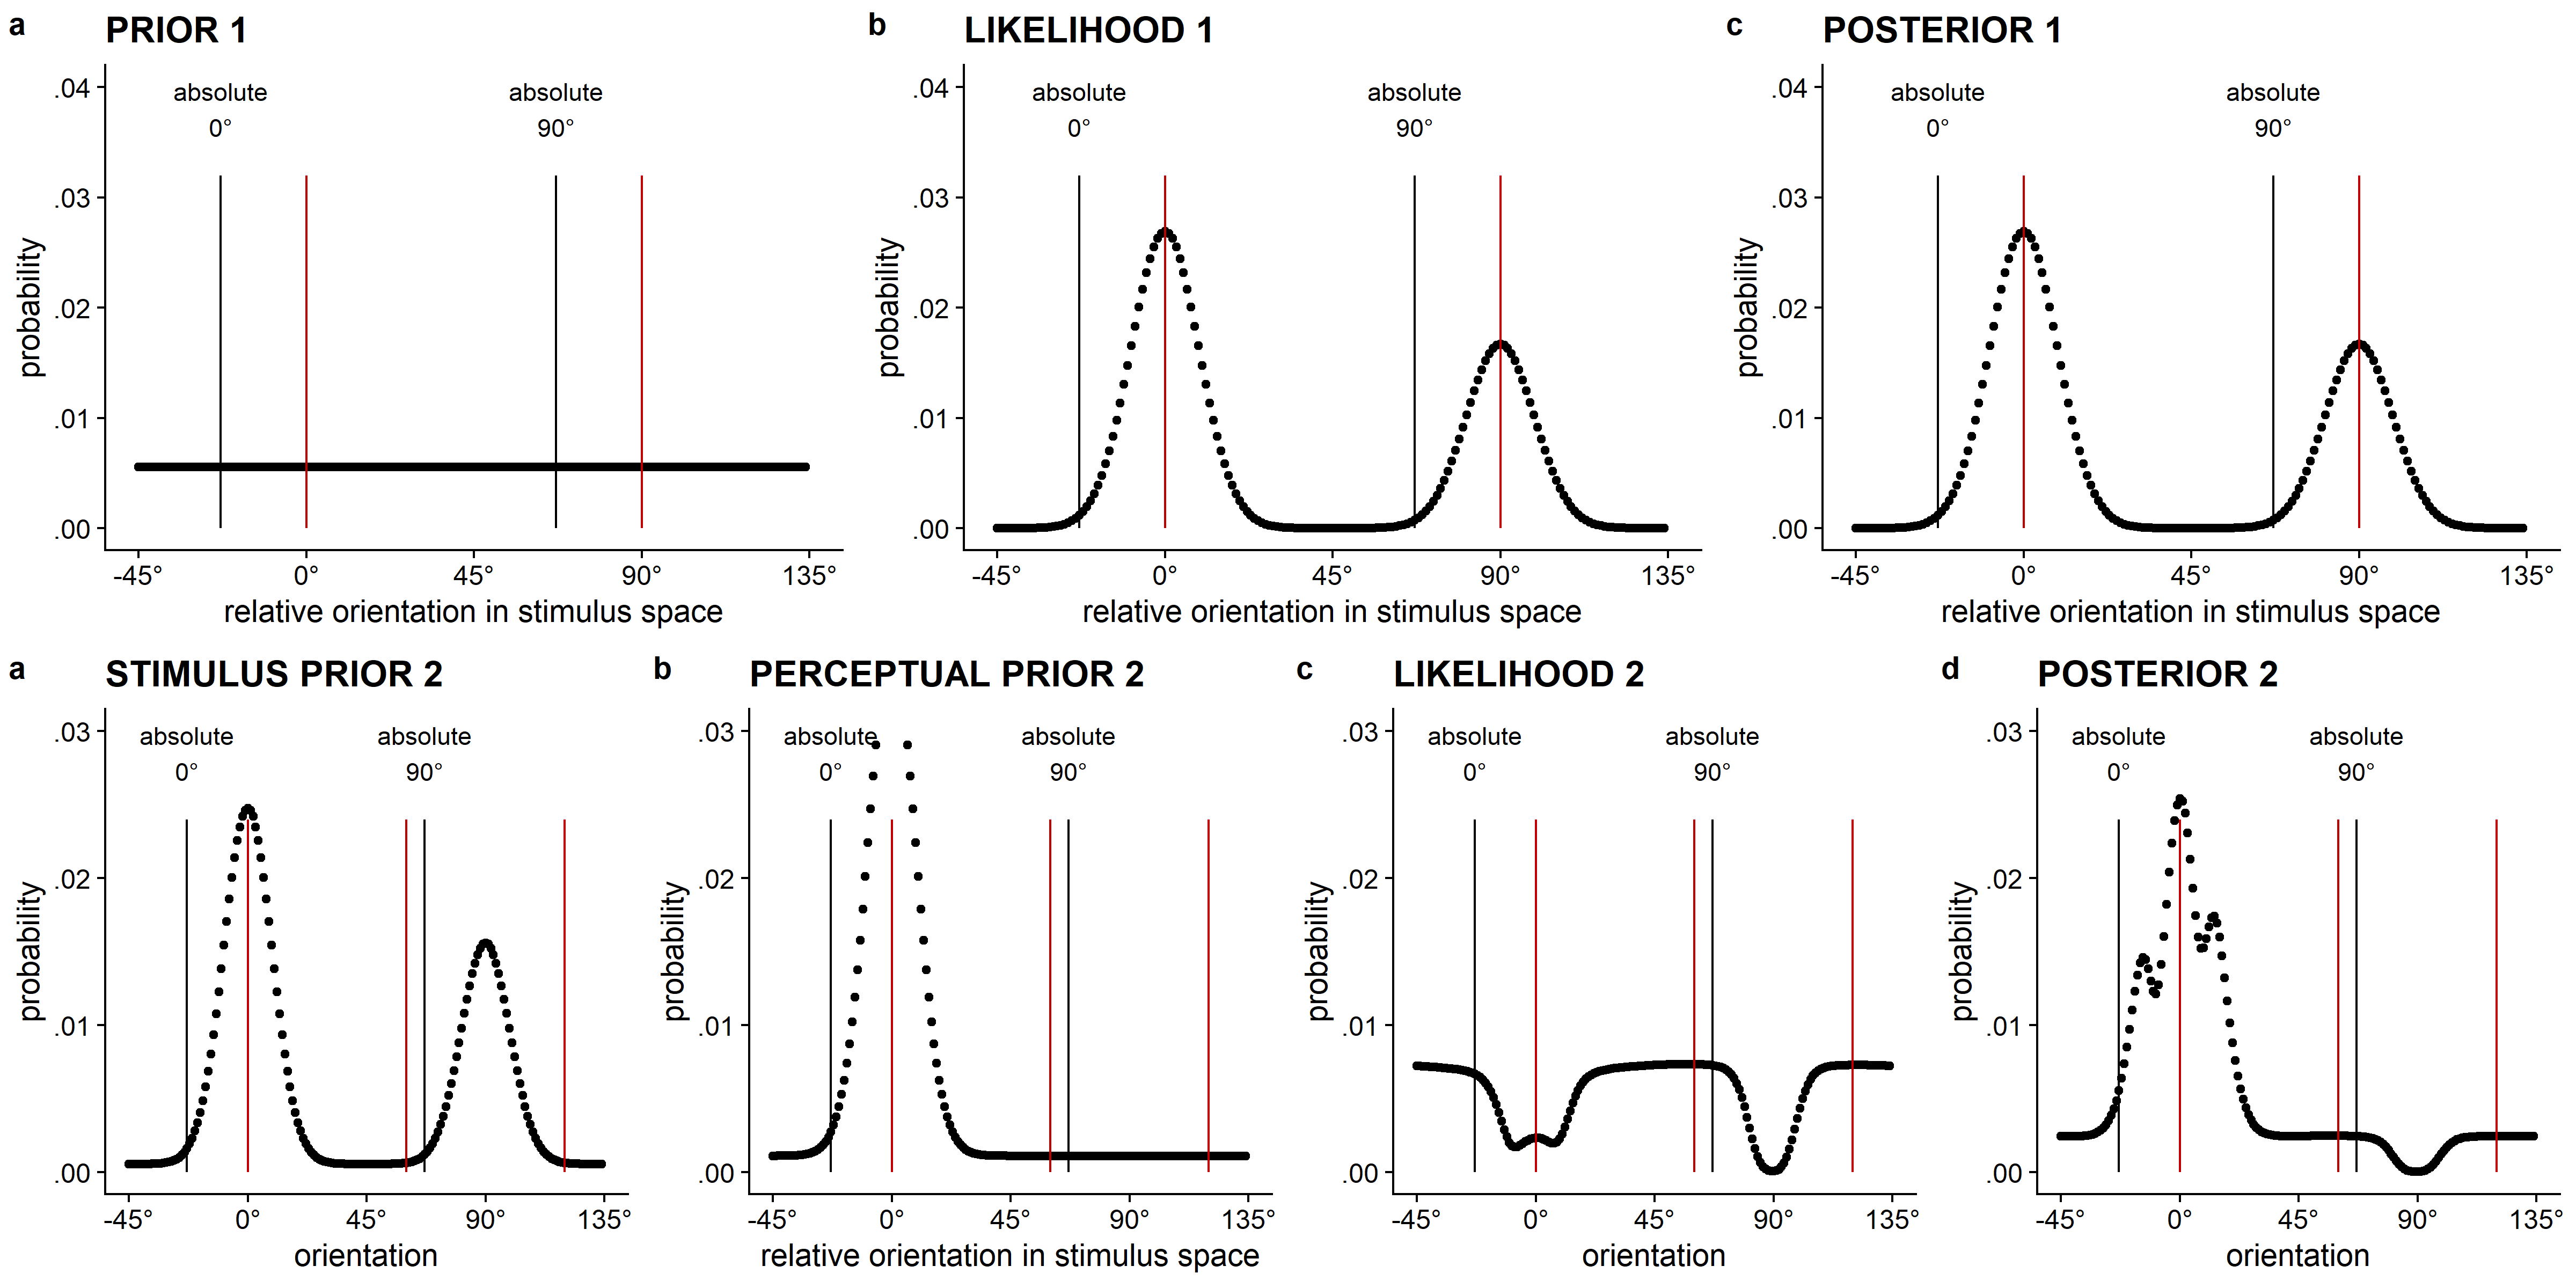 a PRIOR 1
absolute absolute
0° 90°
.04
.03
.02
.01
.00
probability
-45° 0° 45° 90° 135°
relative orientation in stimulus space
b LIKELIHOOD 1
absolute absolute
0° 90°
.04
.03
.02
.01
.00
probability
-45° 0° 45° 90° 135°
relative orientation in stimulus space
c POSTERIOR 1
absolute absolute
0° 90°
.04
.03
.02
.01
.00
probability
-45° 0° 45° 90° 135°
relative orientation in stimulus space
a STIMULUS PRIOR 2
absolute absolute
0° 90°
.03
.02
.01
.00
probability
-45° 0° 45° 90° 135°
orientation
b PERCEPTUAL PRIOR 2
absolute absolute
0° 90°
.03
.02
.01
.00
probability
-45° 0° 45° 90° 135°
relative orientation in stimulus space
c LIKELIHOOD 2
absolute absolute
0° 90°
.03
.02
.01
.00
probability
-45° 0° 45° 90° 135°
orientation
d POSTERIOR 2
absolute absolute
0° 90°
.03
.02
.01
.00
probability
-45° 0° 45° 90° 135°
orientation